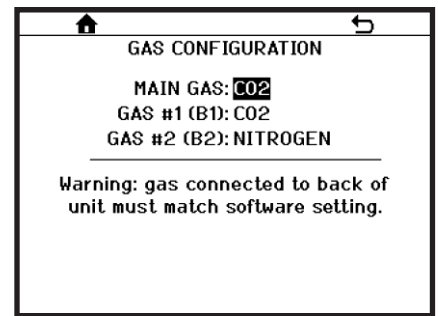 GAS CONFIGURATION
MAIN GAS: CO2
GAS #1 (B1): CO2
GAS #2 (B2): NITROGEN
Warning: gas connected to back of
unit must match software setting.